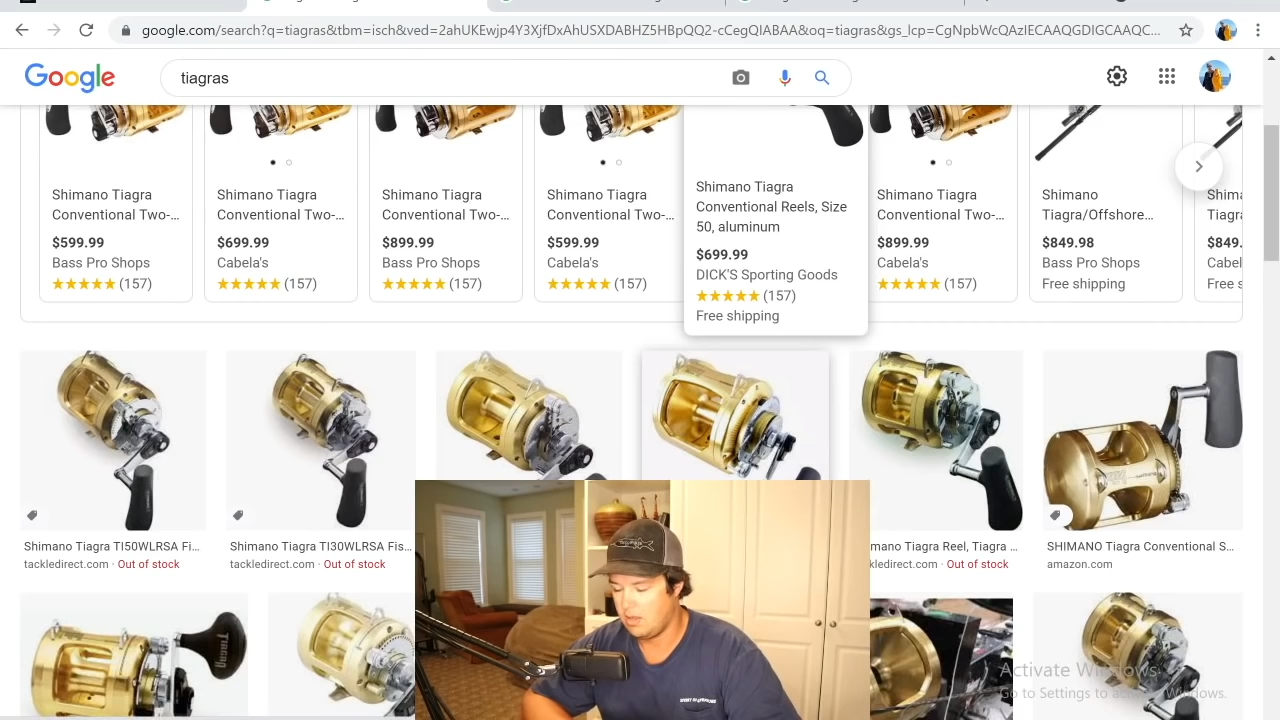 google.com/search?q=tiagras&tbm=isch&ved=2ahUKEwjp4Y3XjfDxAhUSXDABHZ5HBpQQ2-cCegQIABAA&oq=tiagras&gs_lcp=CgNpbWcQAzIECAAQGDIGCAAQC...
Google
tiagras
Shimano Tiagra
Conventional Two-...
$599.99
Bass Pro Shops
(157)
Shimano Tiagra
Conventional Two-...
$699.99
Cabela's
(157)
Shimano Tiagra
Conventional Two-...
$899.99
Bass Pro Shops
(157)
Shimano Tiagra
Conventional Two-...
$599.99
Cabela's
(157)
Shimano Tiagra
Conventional Reels, Size
50, aluminum
$699.99
DICK'S Sporting Goods
(157)
Free shipping
Shimano Tiagra
Conventional Two-...
$899.99
Cabela's
(157)
Shimano
Tiagra/Offshore...
$849.98
Bass Pro Shops
Free shipping
Shima
Tiagra
$849.
Cabel
Free s
Shimano Tiagra TI50WLRSA Fi...
tackledirect.com · Out of stock
Shimano Tiagra TI30WLRSA Fis...
tackledirect.com · Out of stock
mano Tiagra Reel, Tiagra ...
kledirect.com · Out of stock
SHIMANO Tiagra Conventional S...
amazon.com
Activate Windows
Go to Settings to activate Windows.